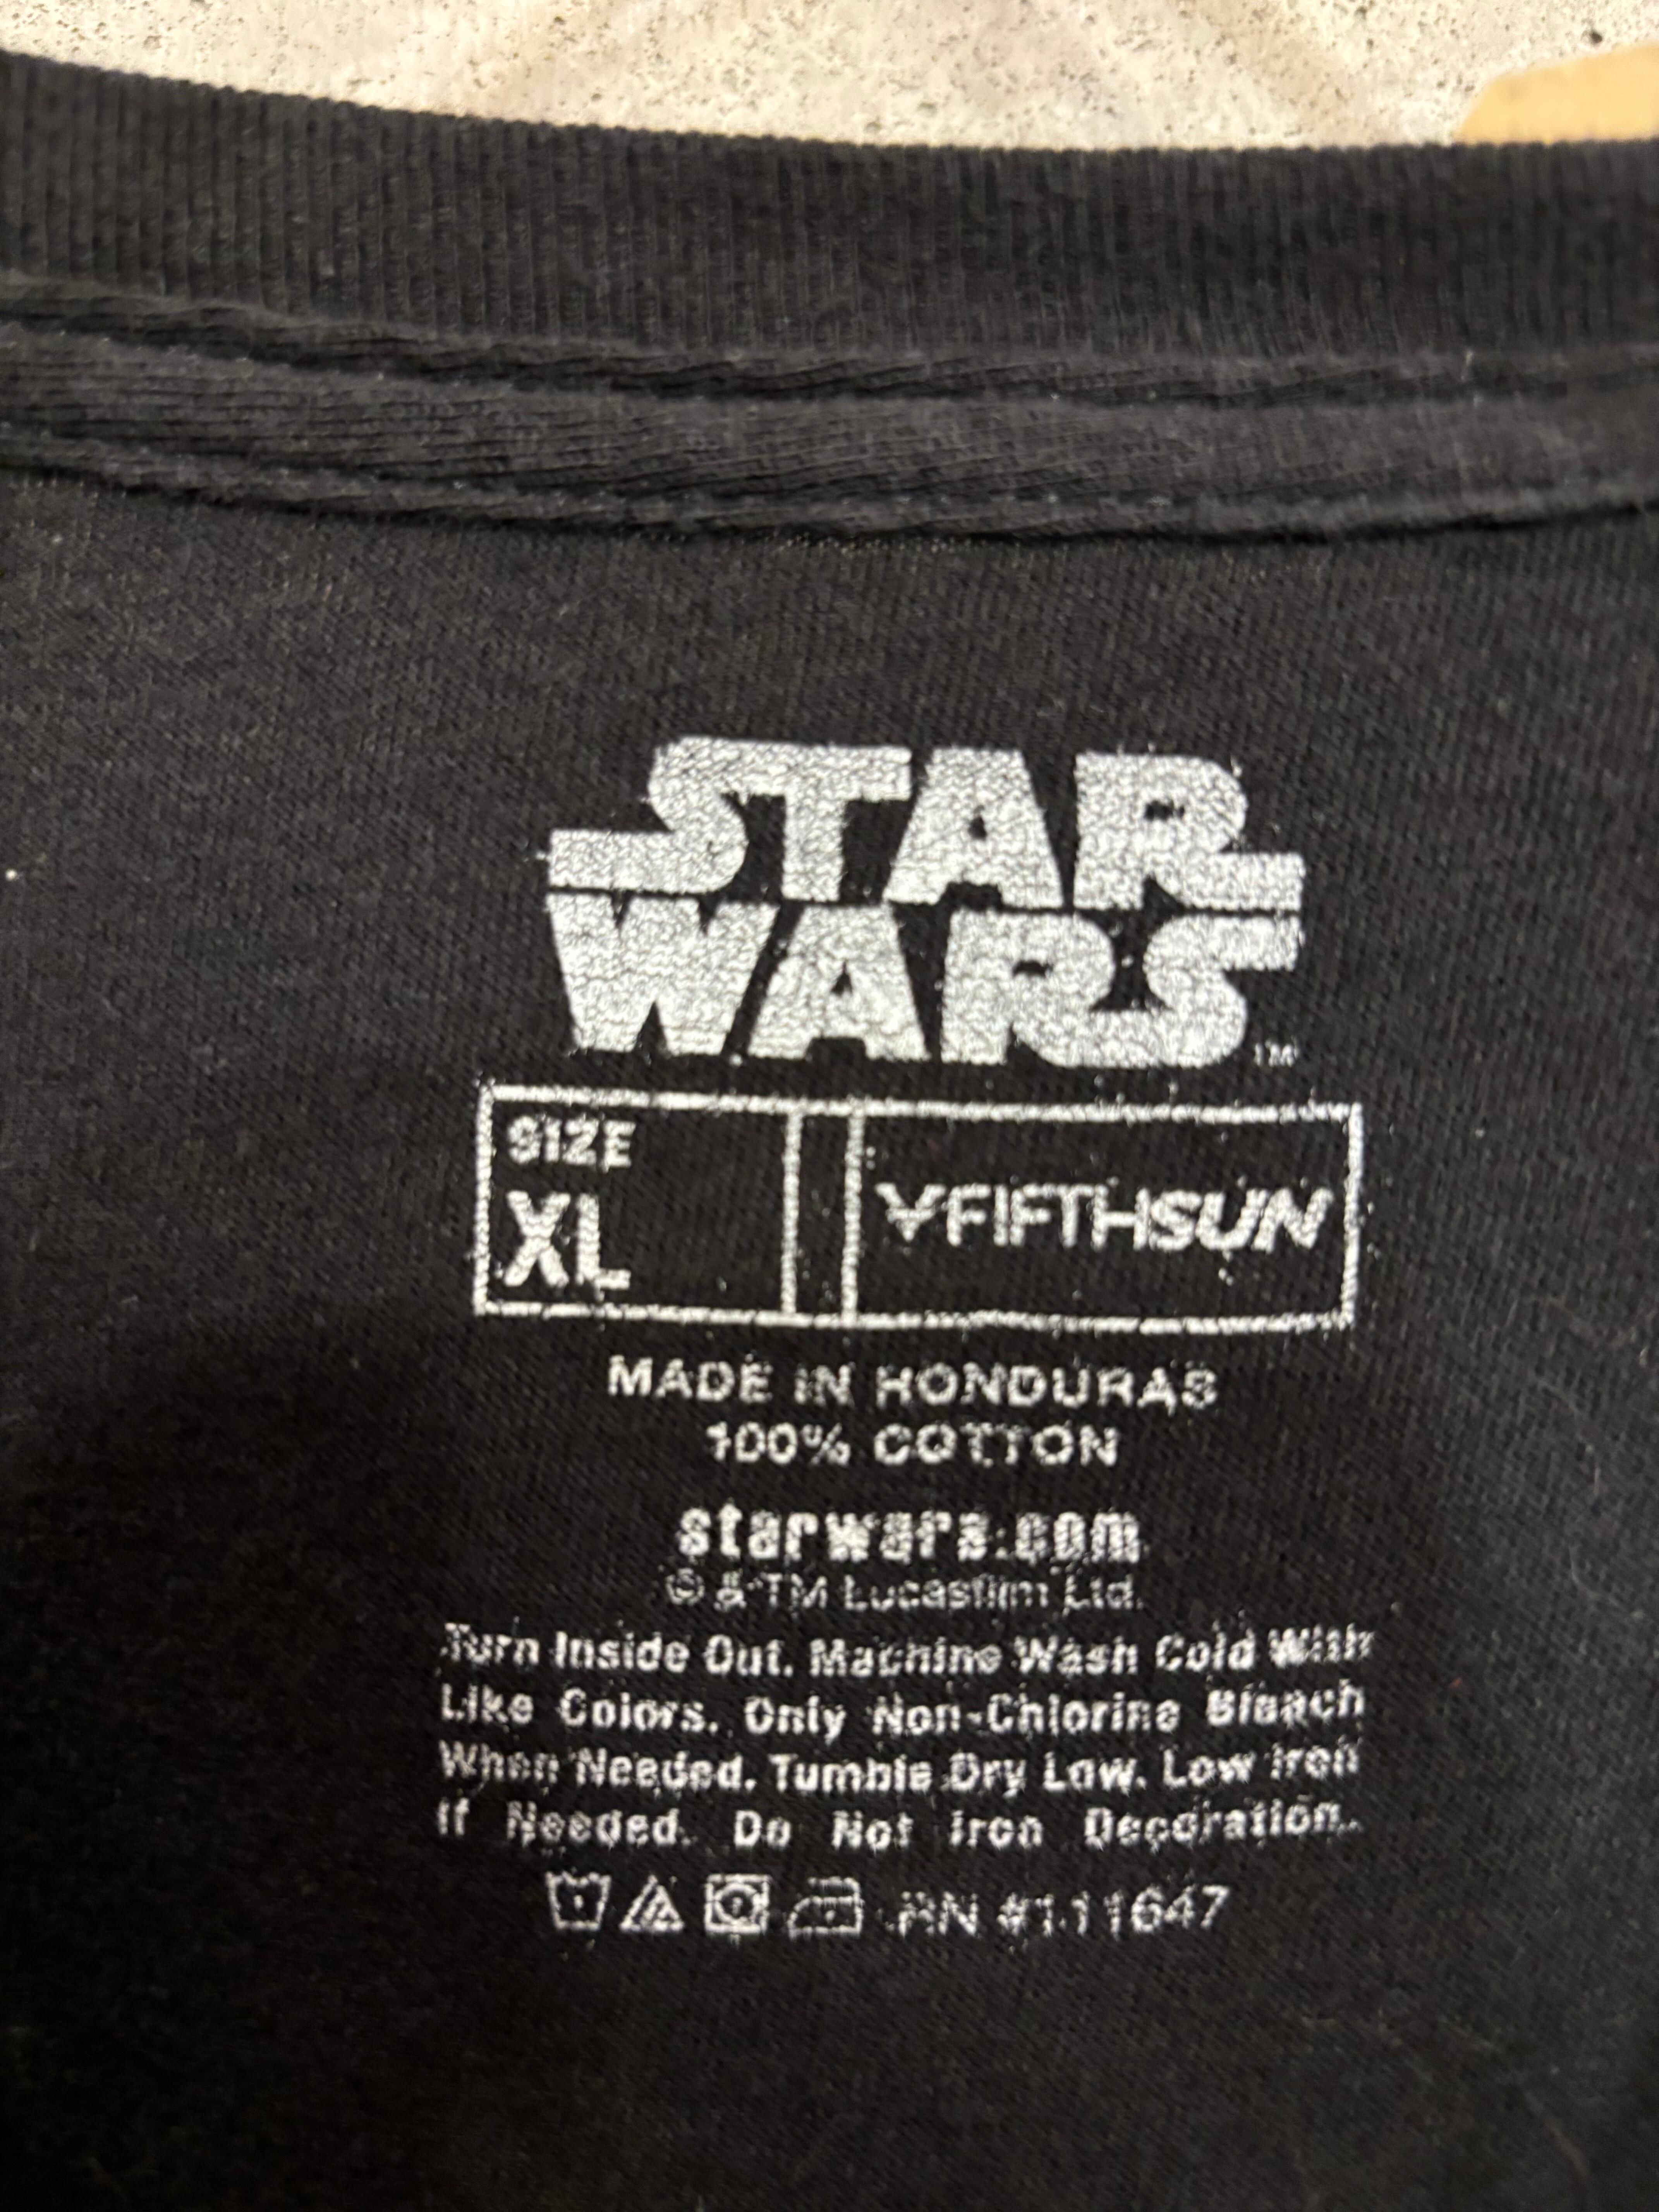 STAR
WARS™
SIZE
XL
FIFTHSUN
MADE IN HONDURAS
100% COTTON
starwars.com
© & TM Lucasfilm Ltd.
Turn Inside Out. Machine Wash Cold With
Like Colors. Only Non-Chlorine Bleach
When Needed. Tumble Dry Low. Low Iron
If Needed. Do Not Iron Decoration.
RN #111647